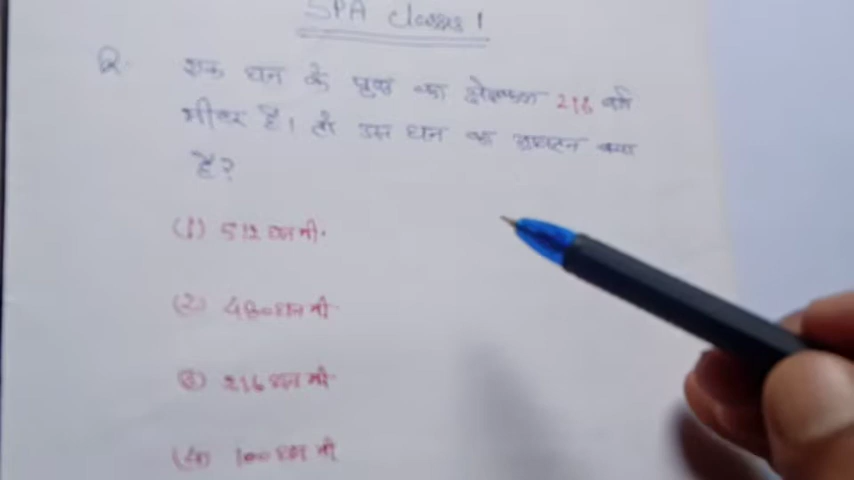 SPA classes!
Q. एक घन के पृष्ठ का क्षेत्रफल 216 वर्ग
मीटर है। तो उस घन का आयतन क्या
है?
(1) 512 घन मी.
(2) 480 घन मी
(3) 216 घन मी
(4) 100 घन मी